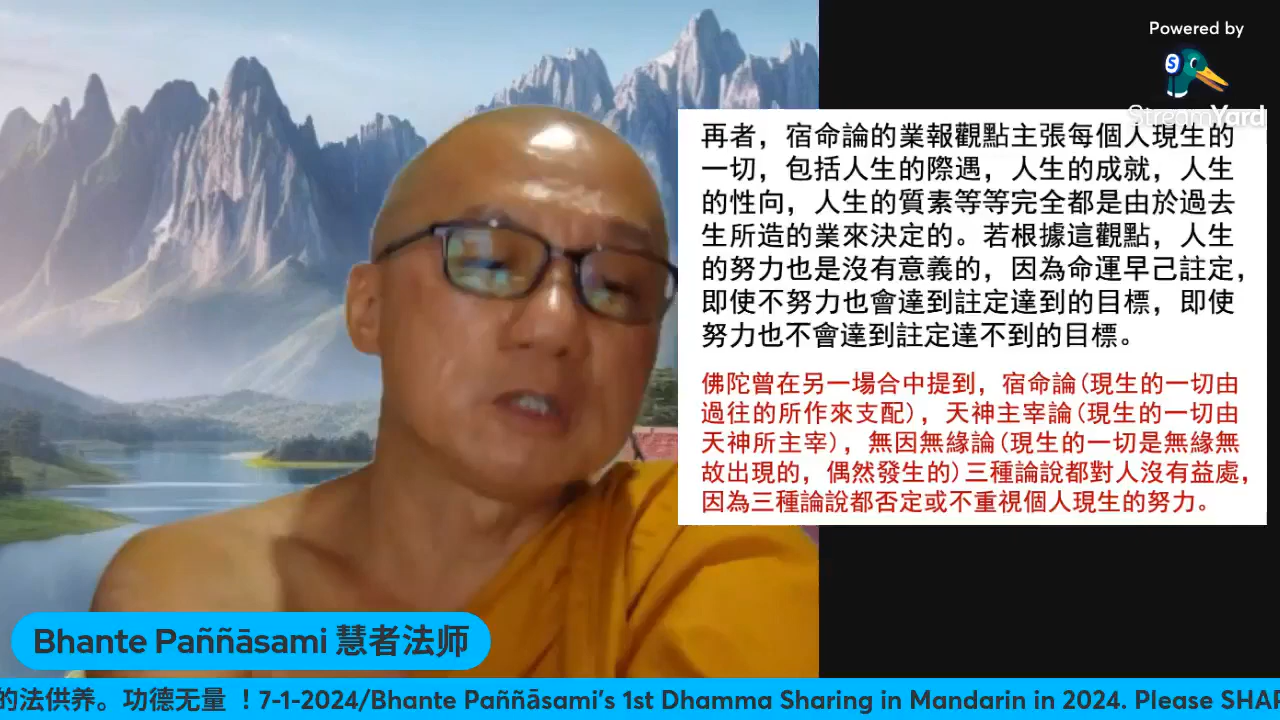 Powered by
S
StreamYard
再者，宿命論的業報觀點主張每個人現生的
一切，包括人生的際遇，人生的成就，人生
的性向，人生的質素等等完全都是由於過去
生所造的業來決定的。若根據這觀點，人生
的努力也是沒有意義的，因為命運早己註定，
即使不努力也會達到註定達到的目標，即使
努力也不會達到註定達不到的目標。
佛陀曾在另一場合中提到，宿命論(現生的一切由
過往的所作來支配)，天神主宰論(現生的一切由
天神所主宰)，無因無緣論(現生的一切是無緣無
故出現的，偶然發生的)三種論說都對人沒有益處，
因為三種論說都否定或不重視個人現生的努力。
Bhante Paññāsami 慧者法师
的法供养。功德无量 ！7-1-2024/Bhante Paññāsami's 1st Dhamma Sharing in Mandarin in 2024. Please SHAR